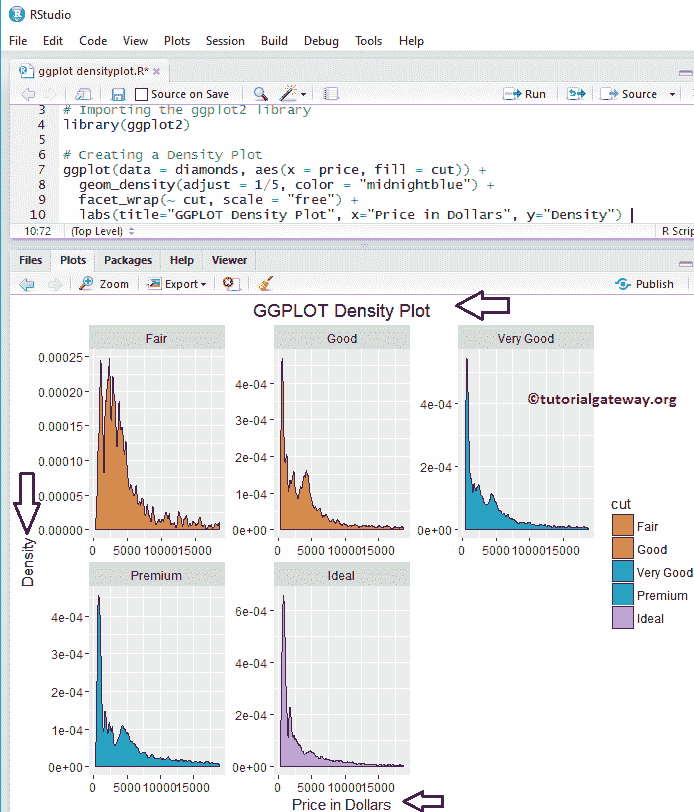 RStudio
File Edit Code View Plots Session Build Debug Tools Help
ggplot densityplot.R*
Source on Save Run Source
3 # Importing the ggplot2 library
4 library(ggplot2)
5
6 # Creating a Density Plot
7 ggplot(data = diamonds, aes(x = price, fill = cut)) +
8 geom_density(adjust = 1/5, color = "midnightblue") +
9 facet_wrap(~ cut, scale = "free") +
10 labs(title="GGPLOT Density Plot", x="Price in Dollars", y="Density")
10:72 (Top Level) R Scrip
Files Plots Packages Help Viewer
Zoom Export Publish
GGPLOT Density Plot
Fair Good Very Good
0.00025
0.00020
0.00015
0.00010
0.00005
0.00000
4e-04
3e-04
2e-04
1e-04
0e+00
4e-04
2e-04
0e+00
©tutorialgateway.org
0 5000 10000 15000
0 5000 10000 15000
0 5000 10000 15000
Density
cut
Fair
Good
Very Good
Premium
Ideal
Premium Ideal
4e-04
3e-04
2e-04
1e-04
0e+00
6e-04
4e-04
2e-04
0e+00
0 5000 10000 15000
0 5000 10000 15000
Price in Dollars